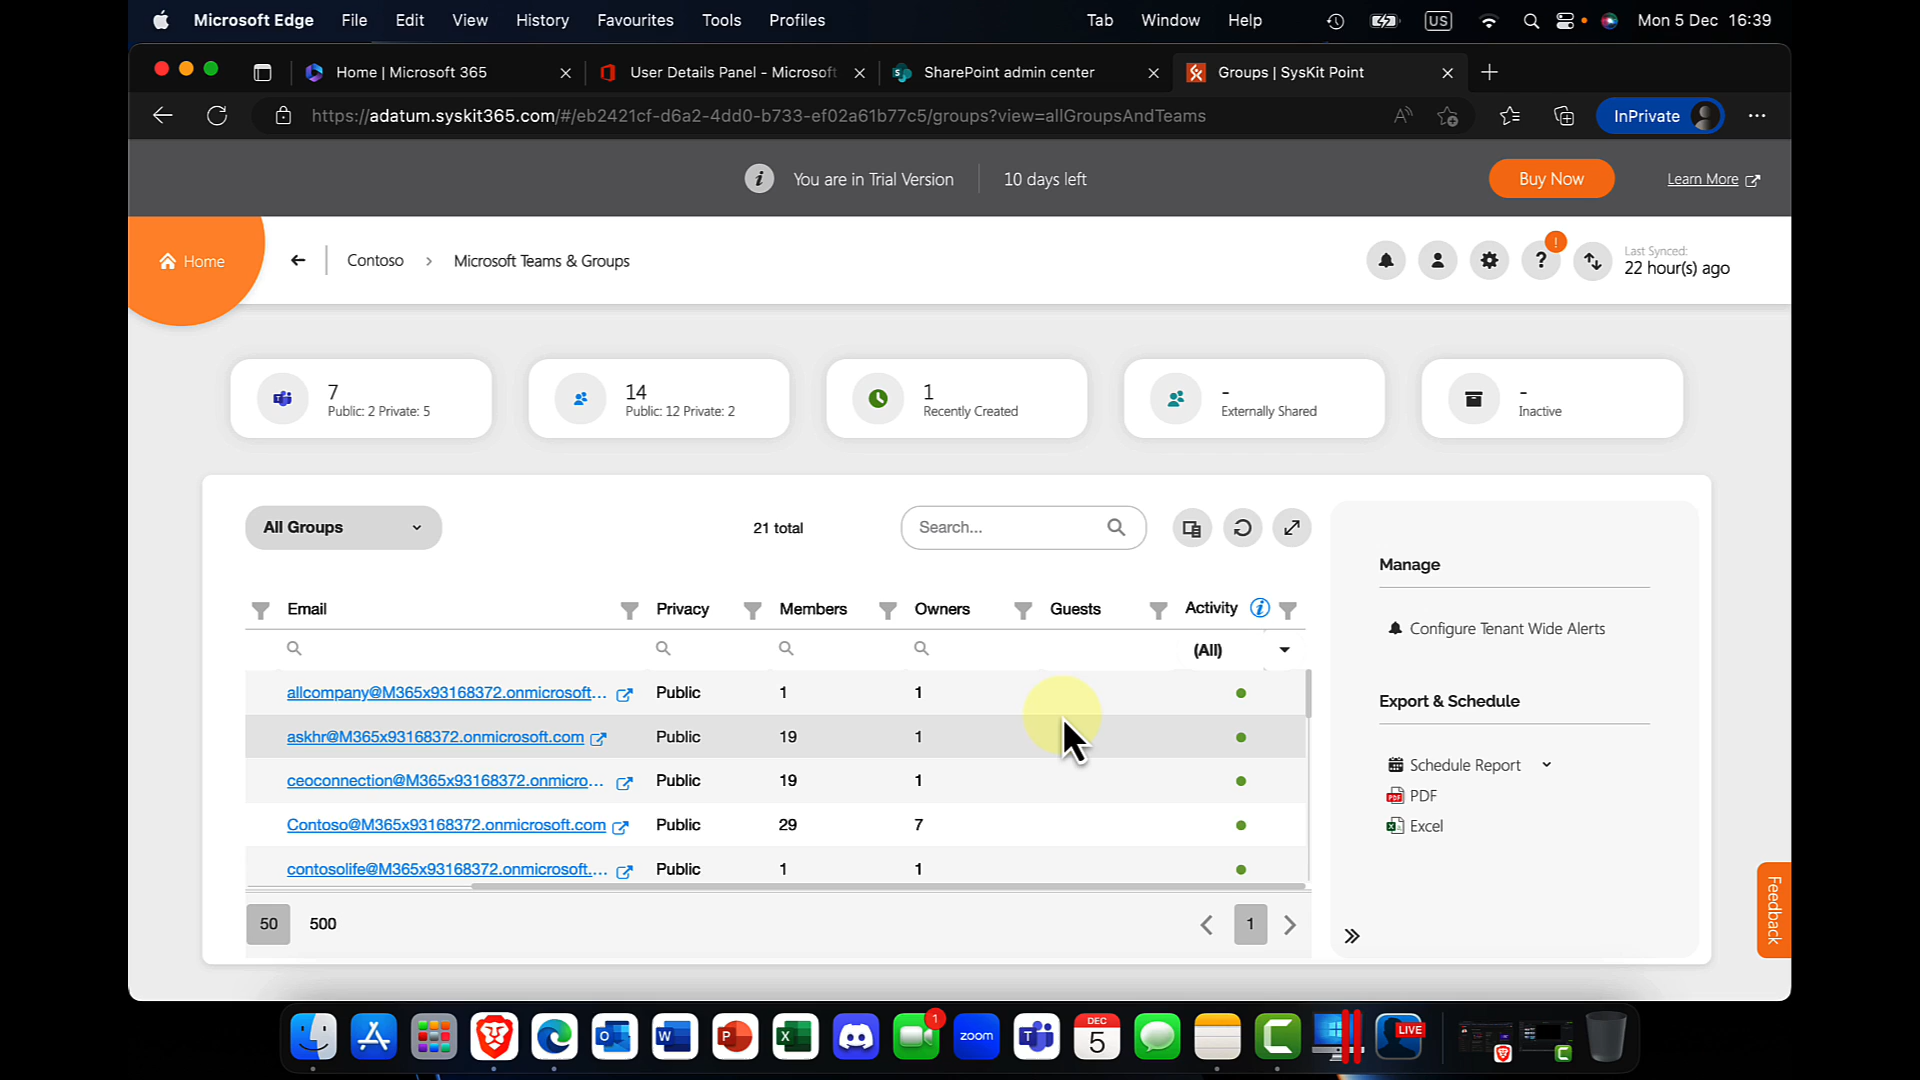 Microsoft Edge File Edit View History Favourites Tools Profiles Tab Window Help US Mon 5 Dec 16:39
Home | Microsoft 365 User Details Panel - Microsoft SharePoint admin center Groups | SysKit Point
https://adatum.syskit365.com/#/eb2421cf-d6a2-4dd0-b733-ef02a61b77c5/groups?view=allGroupsAndTeams InPrivate
You are in Trial Version 10 days left Buy Now Learn More
Home Contoso Microsoft Teams & Groups
Last Synced:
22 hour(s) ago
7
Public: 2 Private: 5
14
Public: 12 Private: 2
1
Recently Created
-
Externally Shared
-
Inactive
All Groups 21 total Search...
Email Privacy Members Owners Guests Activity
(All)
allcompany@M365x93168372.onmicrosoft... Public 1 1
askhr@M365x93168372.onmicrosoft.com Public 19 1
ceoconnection@M365x93168372.onmicro... Public 19 1
Contoso@M365x93168372.onmicrosoft.com Public 29 7
contosolife@M365x93168372.onmicrosoft.... Public 1 1
50 500 1
Manage
Configure Tenant Wide Alerts
Export & Schedule
Schedule Report
PDF
Excel
Feedback
1
zoom
DEC
5
LIVE